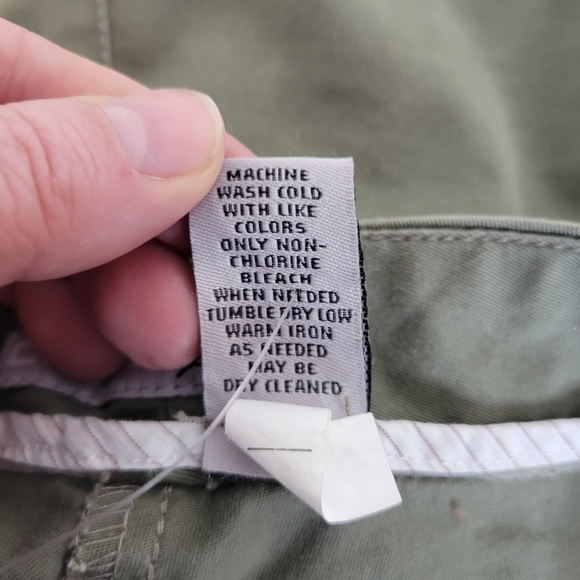 MACHINE
WASH COLD
WITH LIKE
COLORS
ONLY NON-
CHLORINE
BLEACH
WHEN NEEDED
TUMBLE DRY LOW
WARM IRON
AS NEEDED
MAY BE
DRY CLEANED